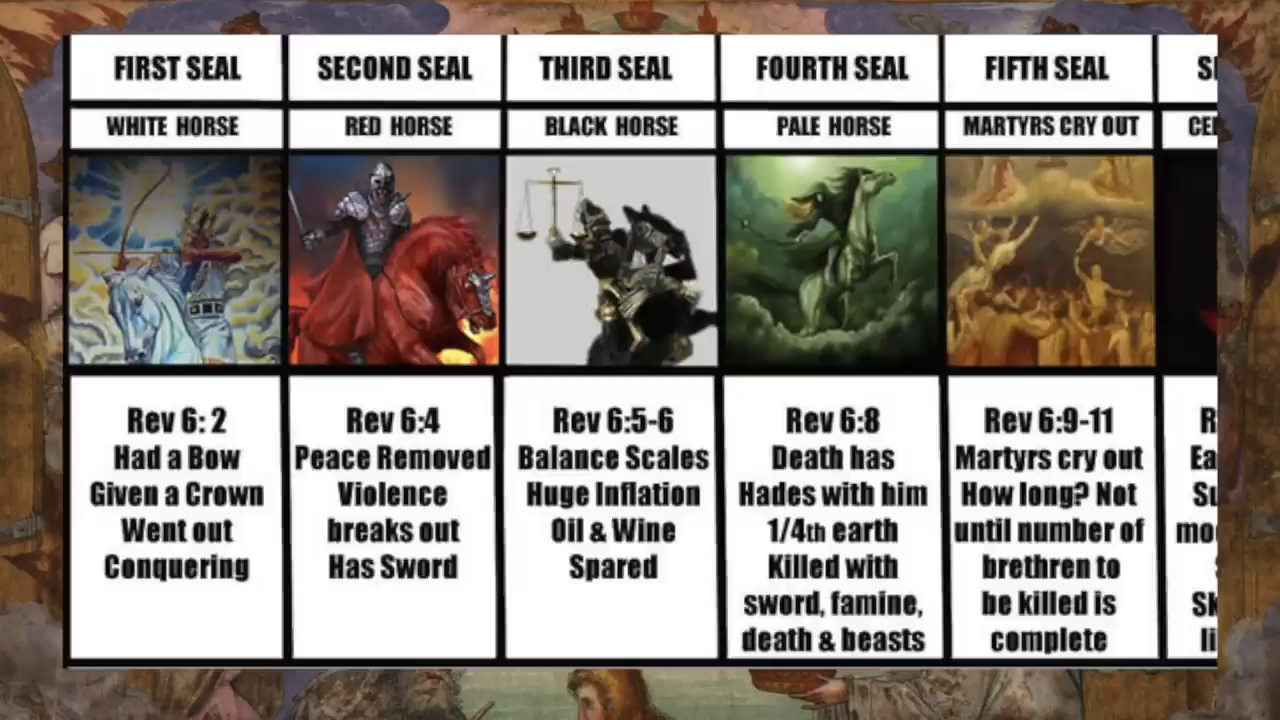 FIRST SEAL
SECOND SEAL
THIRD SEAL
FOURTH SEAL
FIFTH SEAL
WHITE HORSE
RED HORSE
BLACK HORSE
PALE HORSE
MARTYRS CRY OUT
Rev 6: 2
Had a Bow
Given a Crown
Went out
Conquering
Rev 6:4
Peace Removed
Violence
breaks out
Has Sword
Rev 6:5-6
Balance Scales
Huge Inflation
Oil & Wine
Spared
Rev 6:8
Death has
Hades with him
1/4th earth
Killed with
sword, famine,
death & beasts
Rev 6:9-11
Martyrs cry out
How long? Not
until number of
brethren to
be killed is
complete